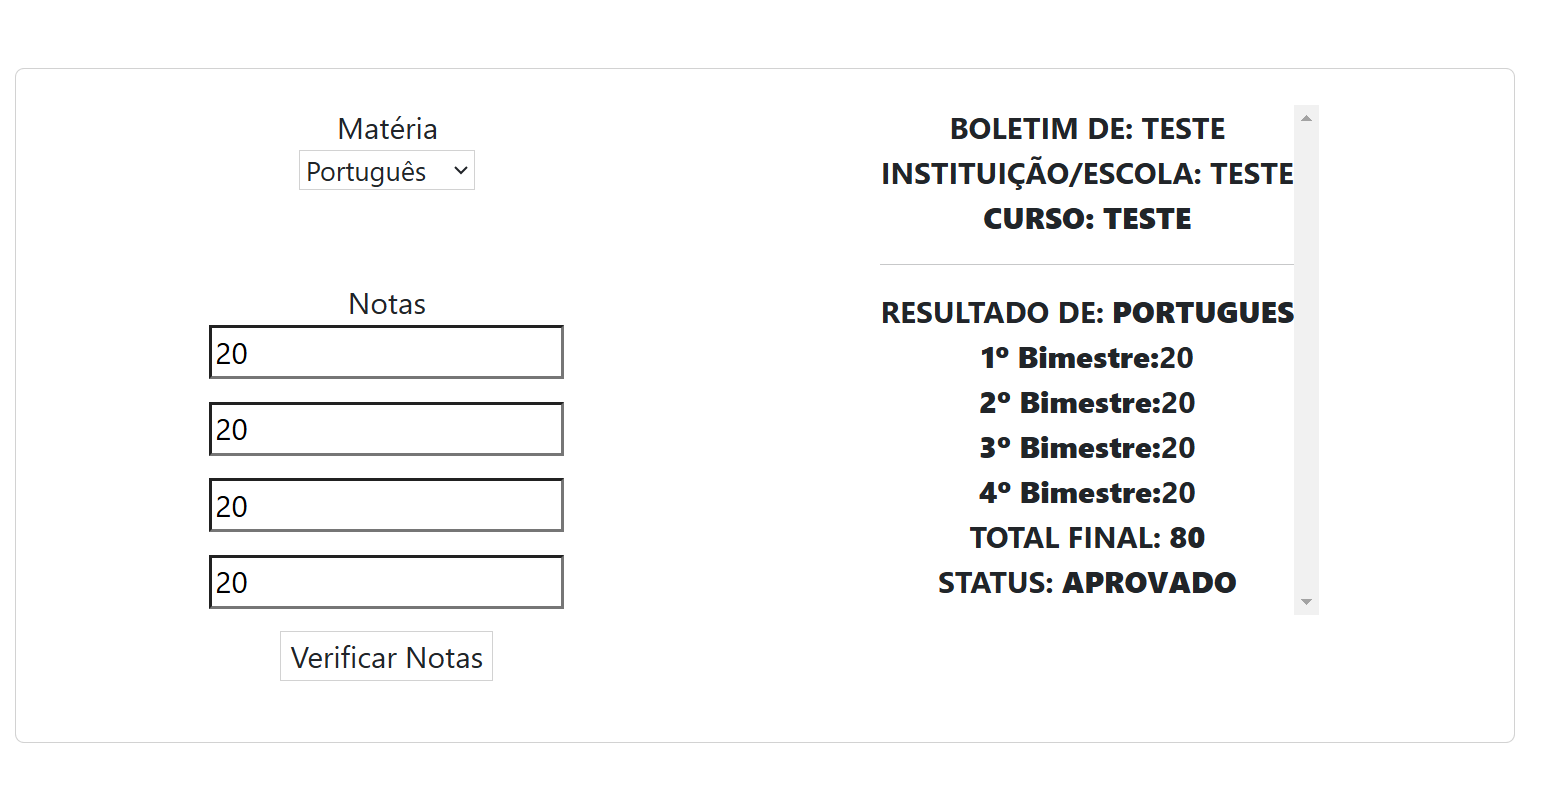 Matéria
Português
Notas
20
20
20
20
Verificar Notas
BOLETIM DE: TESTE
INSTITUIÇÃO/ESCOLA: TESTE
CURSO: TESTE
RESULTADO DE: PORTUGUES
1º Bimestre:20
2º Bimestre:20
3º Bimestre:20
4º Bimestre:20
TOTAL FINAL: 80
STATUS: APROVADO